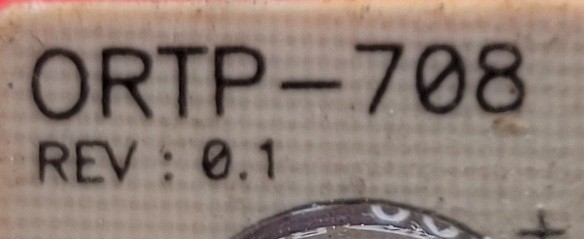 ORTP-708
REV : 0.1
+